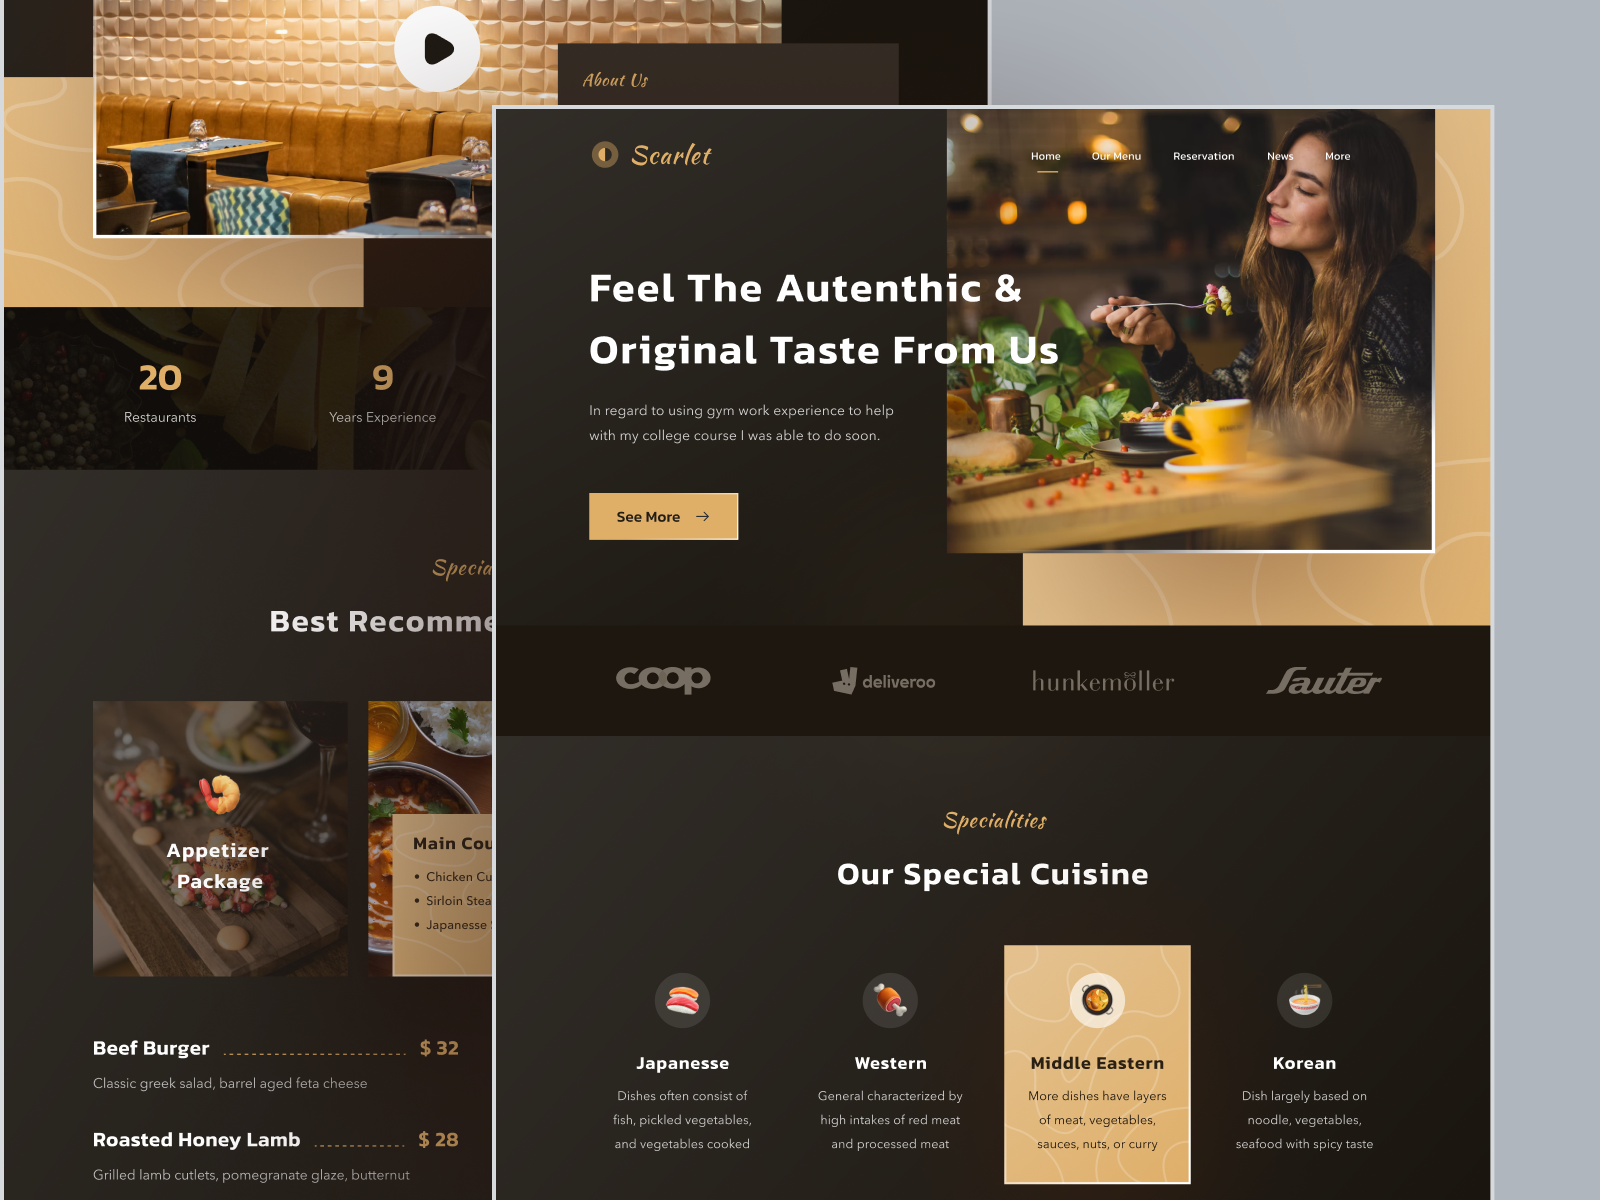 About Us
20
Restaurants
9
Years Experience
Specia
Best Recomme
Appetizer
Package
Main Cou
Chicken Cu
Sirloin Stea
Japanesse
Beef Burger $ 32
Classic greek salad, barrel aged feta cheese
Roasted Honey Lamb $ 28
Grilled lamb cutlets, pomegranate glaze, butternut
Scarlet
Home Our Menu Reservation News More
Feel The Autenthic &
Original Taste From Us
In regard to using gym work experience to help
with my college course I was able to do soon.
See More
coop deliveroo hunkemöller Sauter
Specialities
Our Special Cuisine
Japanesse
Dishes often consist of
fish, pickled vegetables,
and vegetables cooked
Western
General characterized by
high intakes of red meat
and processed meat
Middle Eastern
More dishes have layers
of meat, vegetables,
sauces, nuts, or curry
Korean
Dish largely based on
noodle, vegetables,
seafood with spicy taste